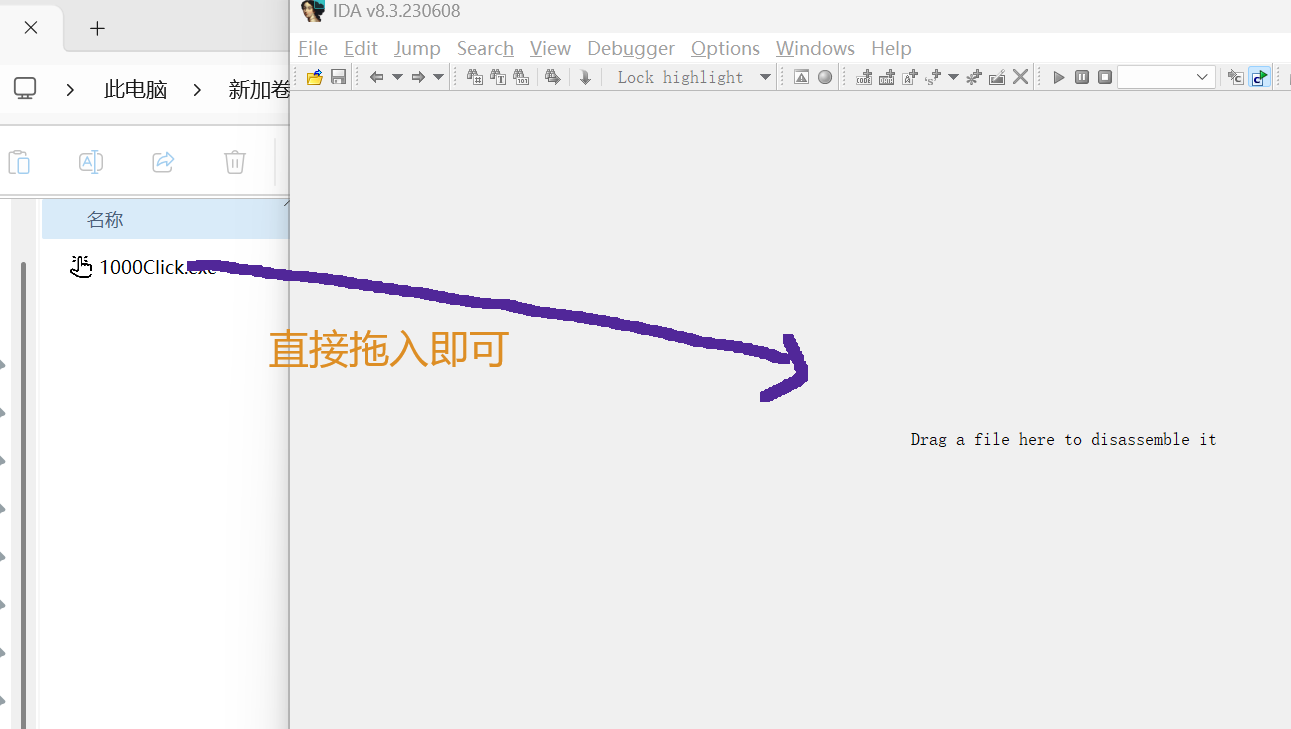 IDA v8.3.230608
File Edit Jump Search View Debugger Options Windows Help
Lock highlight
此电脑 新加卷
名称
1000Click.exe
直接拖入即可
Drag a file here to disassemble it